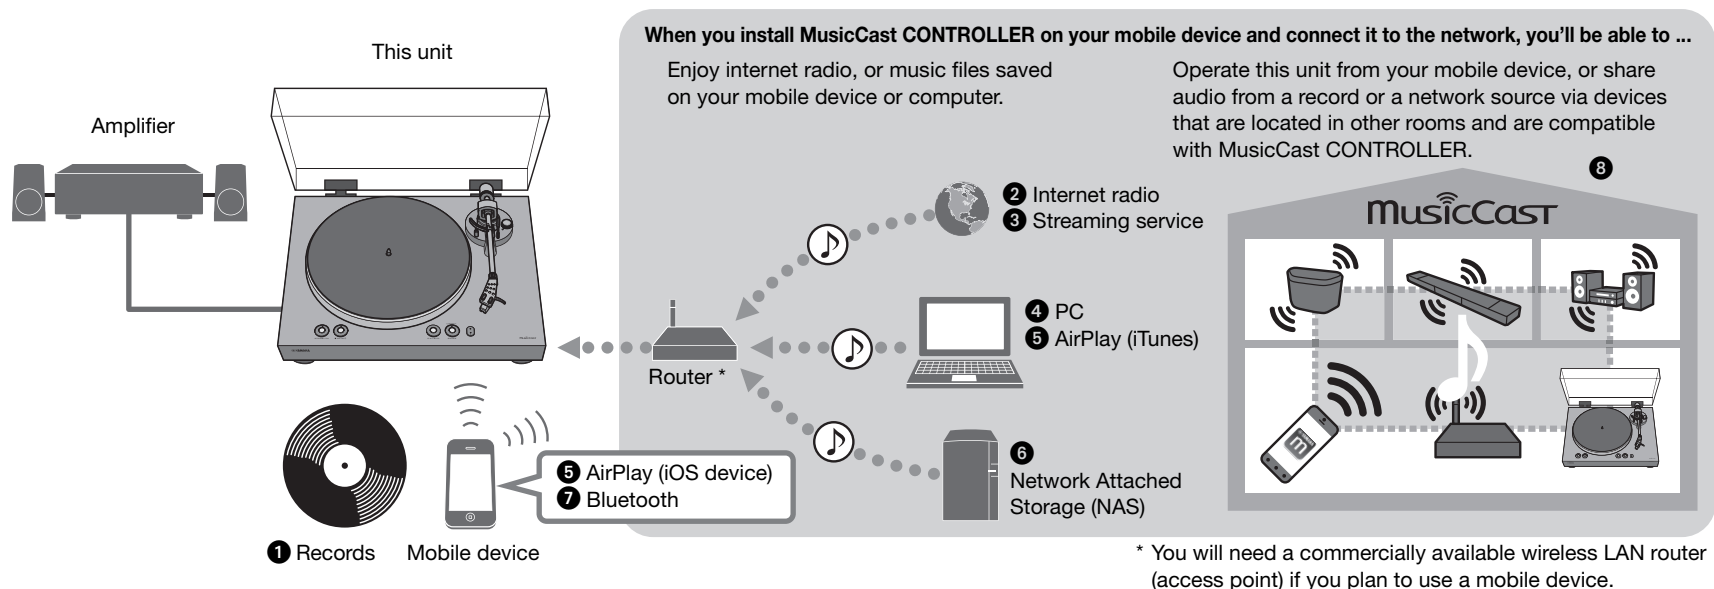 When you install MusicCast CONTROLLER on your mobile device and connect it to the network, you’ll be able to ...
This unit
Amplifier
Enjoy internet radio, or music files saved
on your mobile device or computer.
Operate this unit from your mobile device, or share
audio from a record or a network source via devices
that are located in other rooms and are compatible
with MusicCast CONTROLLER.
8
MusicCast
2 Internet radio
3 Streaming service
4 PC
5 AirPlay (iTunes)
Router *
6
Network Attached
Storage (NAS)
5 AirPlay (iOS device)
7 Bluetooth
1 Records
Mobile device
* You will need a commercially available wireless LAN router
(access point) if you plan to use a mobile device.